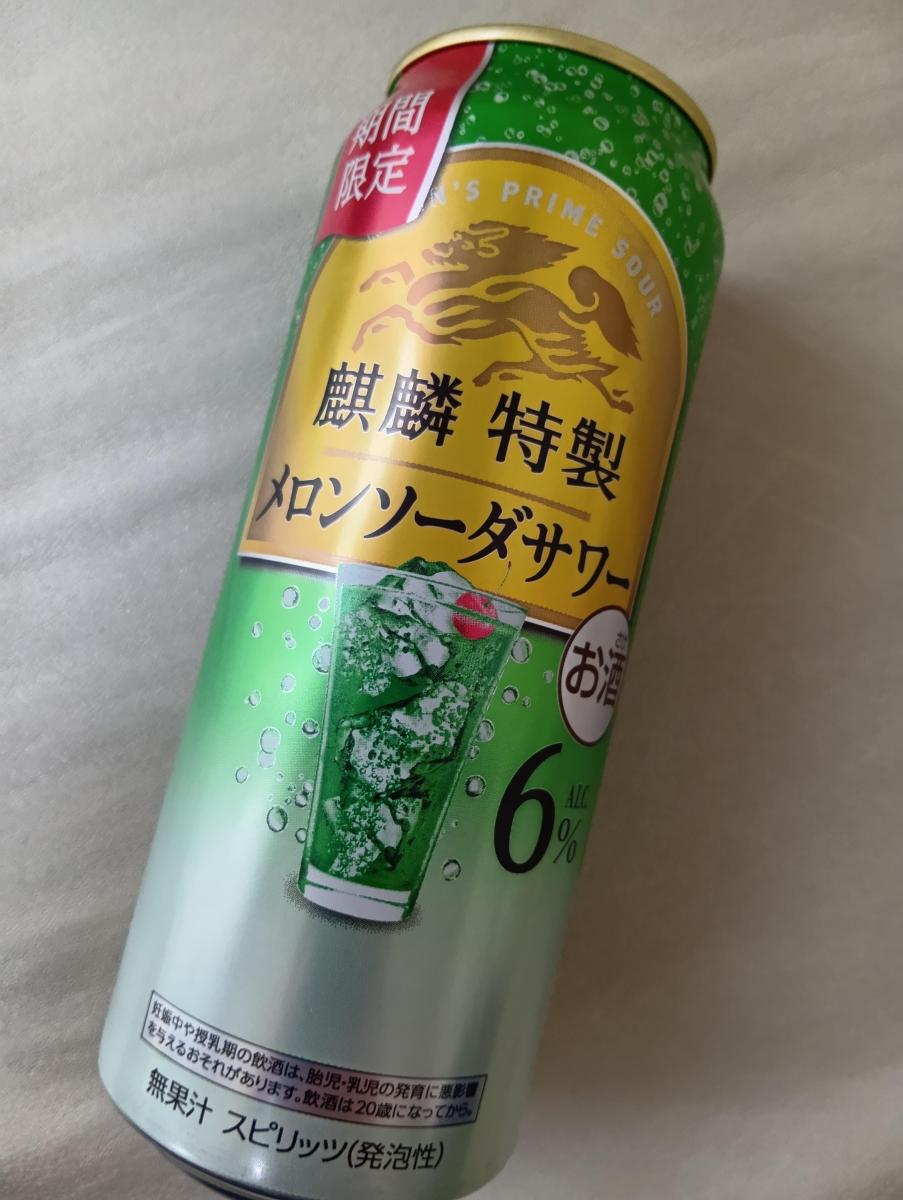 期間
限定
N'S PRIME SOUR
麒麟 特製
メロンソーダサワー
さけ
お酒
6%
ALC.
妊娠中や授乳期の飲酒は、胎児・乳児の発育に悪影響
を与えるおそれがあります。飲酒は20歳になってから。
無果汁 スピリッツ(発泡性)